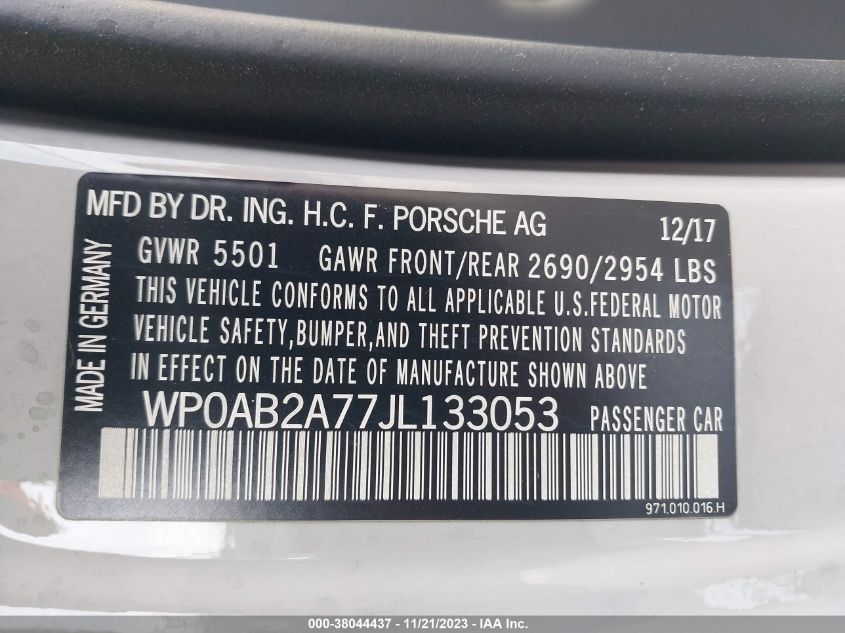 MFD BY DR. ING. H.C. F. PORSCHE AG 12/17
GVWR 5501 GAWR FRONT/REAR 2690/2954 LBS
THIS VEHICLE CONFORMS TO ALL APPLICABLE U.S.FEDERAL MOTOR
VEHICLE SAFETY,BUMPER,AND THEFT PREVENTION STANDARDS
IN EFFECT ON THE DATE OF MANUFACTURE SHOWN ABOVE
MADE IN GERMANY
WP0AB2A77JL133053 PASSENGER CAR
971.010.016.H
000-38044437 - 11/21/2023 - IAA Inc.